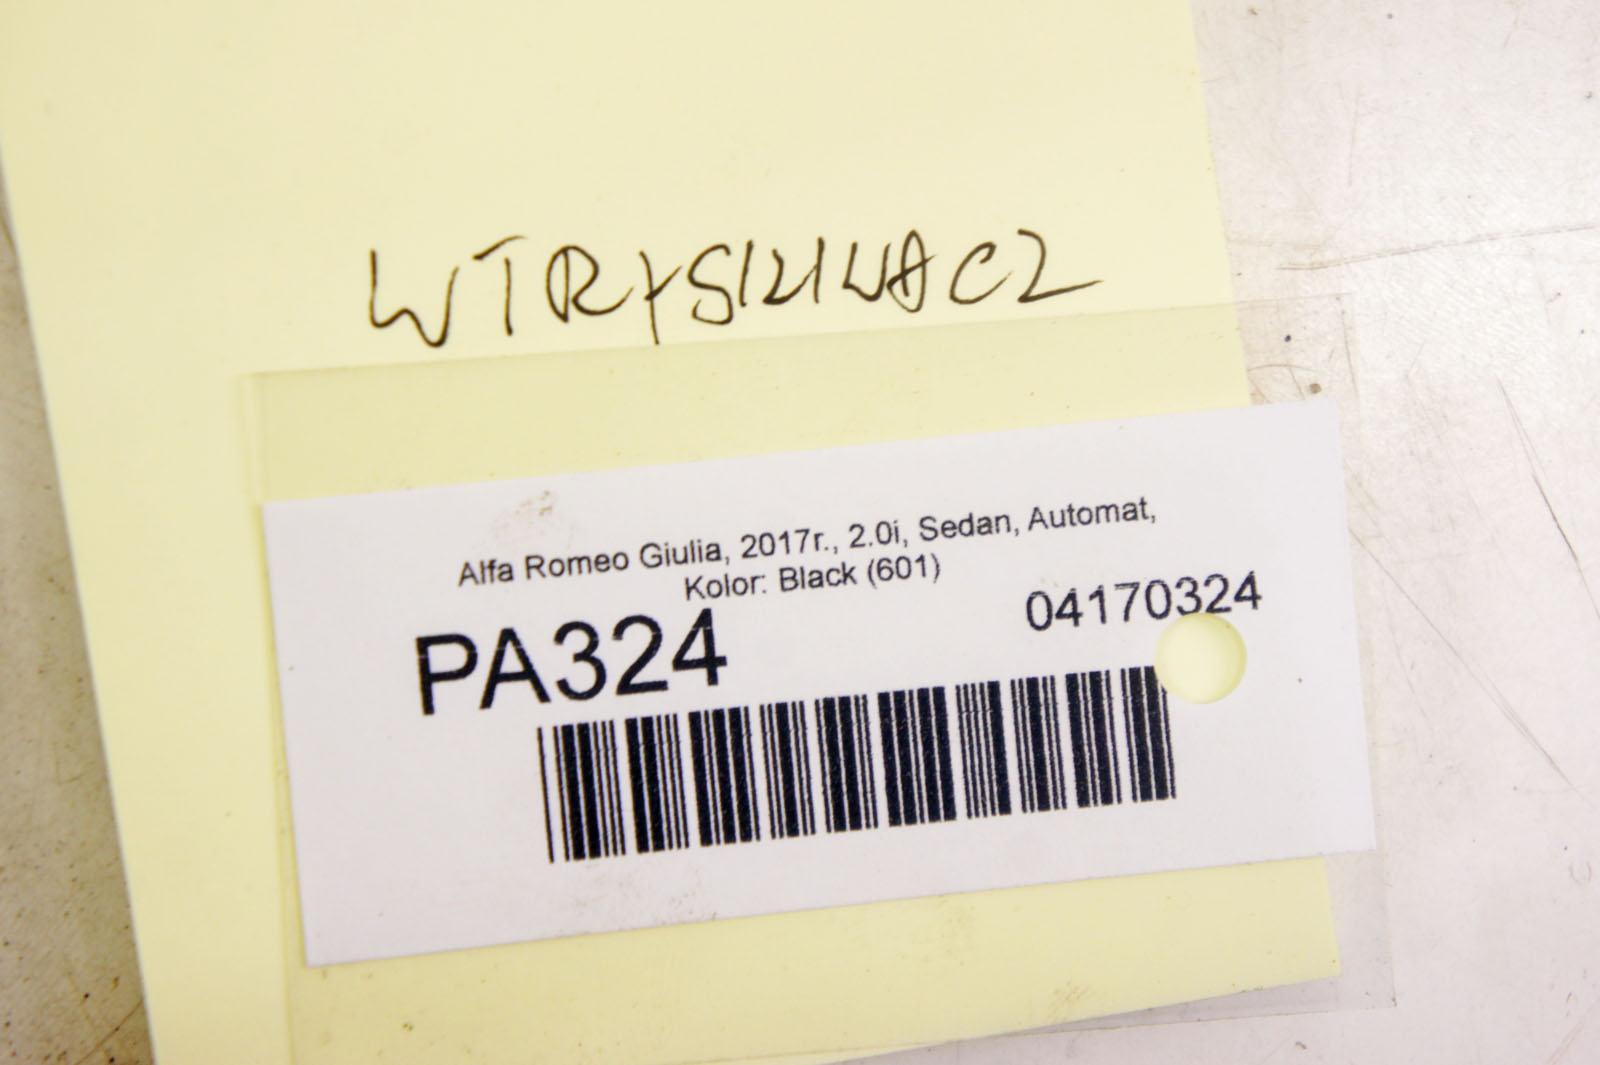 WTRYSKIWACZ
Alfa Romeo Giulia, 2017r., 2.0i, Sedan, Automat,
Kolor: Black (601)
PA324
04170324